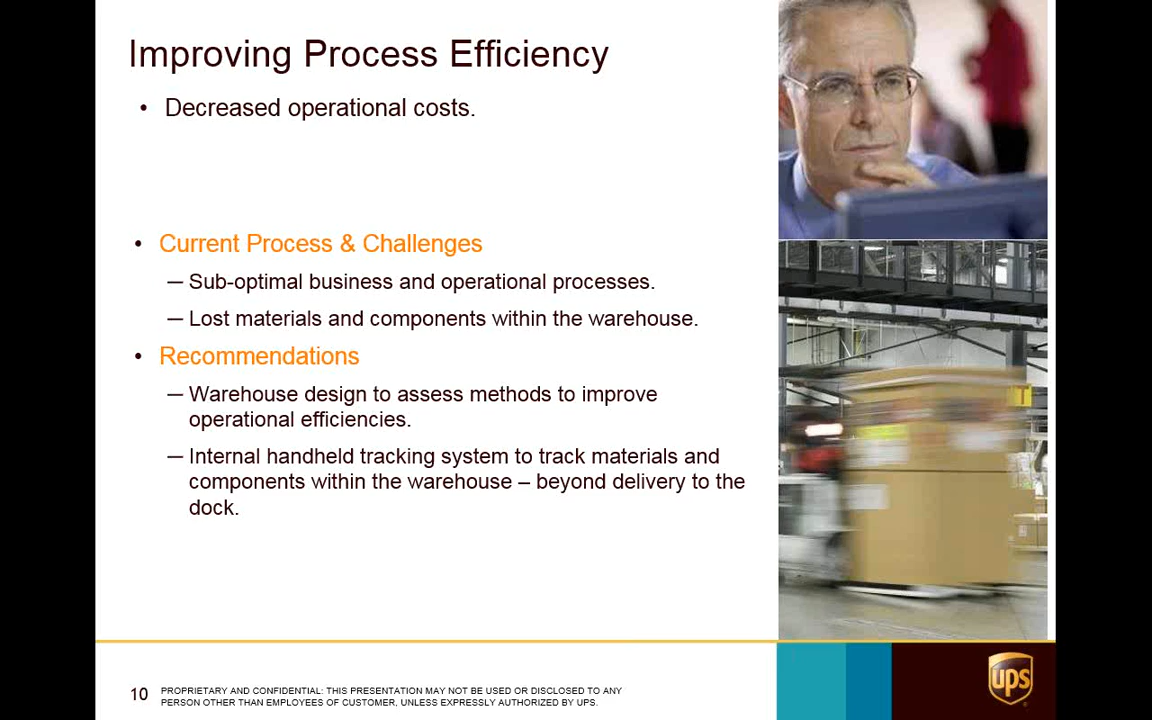 Improving Process Efficiency
• Decreased operational costs.
• Current Process & Challenges
— Sub-optimal business and operational processes.
— Lost materials and components within the warehouse.
• Recommendations
— Warehouse design to assess methods to improve
operational efficiencies.
— Internal handheld tracking system to track materials and
components within the warehouse – beyond delivery to the
dock.
10
PROPRIETARY AND CONFIDENTIAL: THIS PRESENTATION MAY NOT BE USED OR DISCLOSED TO ANY
PERSON OTHER THAN EMPLOYEES OF CUSTOMER, UNLESS EXPRESSLY AUTHORIZED BY UPS.
ups